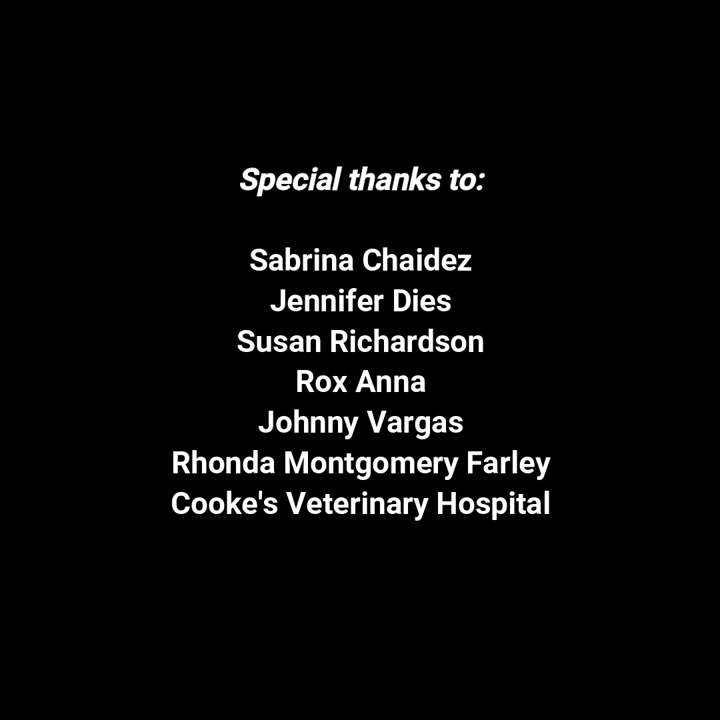 Special thanks to:
Sabrina Chaidez
Jennifer Dies
Susan Richardson
Rox Anna
Johnny Vargas
Rhonda Montgomery Farley
Cooke's Veterinary Hospital